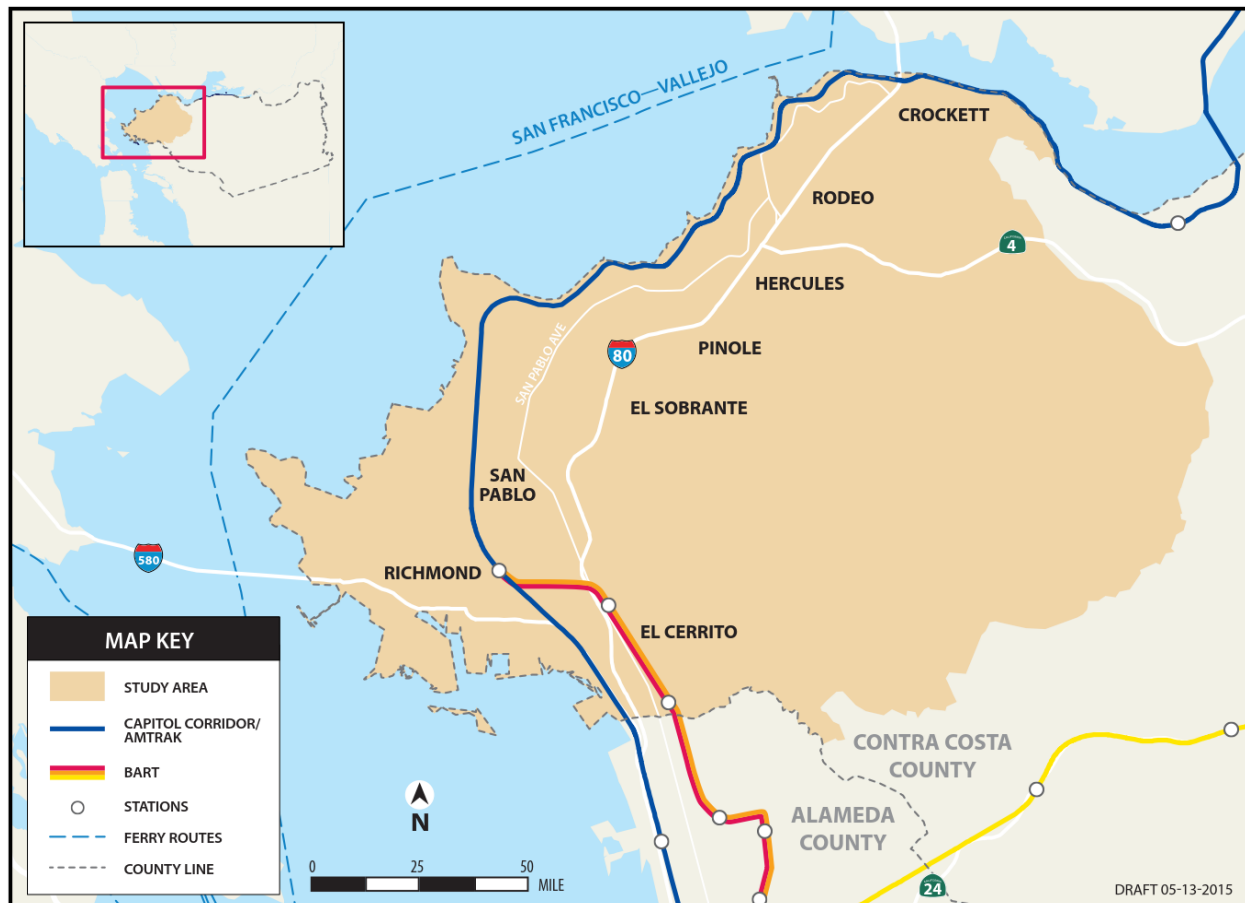 SAN FRANCISCO—VALLEJO
CROCKETT
RODEO
CALIFORNIA
4
HERCULES
SAN PABLO AVE
80
PINOLE
EL SOBRANTE
SAN
PABLO
580
RICHMOND
EL CERRITO
MAP KEY
STUDY AREA
CAPITOL CORRIDOR/
AMTRAK
BART
STATIONS
FERRY ROUTES
COUNTY LINE
N
0 25 50
MILE
CONTRA COSTA
COUNTY
ALAMEDA
COUNTY
CALIFORNIA
24
DRAFT 05-13-2015